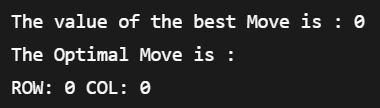 The value of the best Move is : 0
The Optimal Move is :
ROW: 0 COL: 0